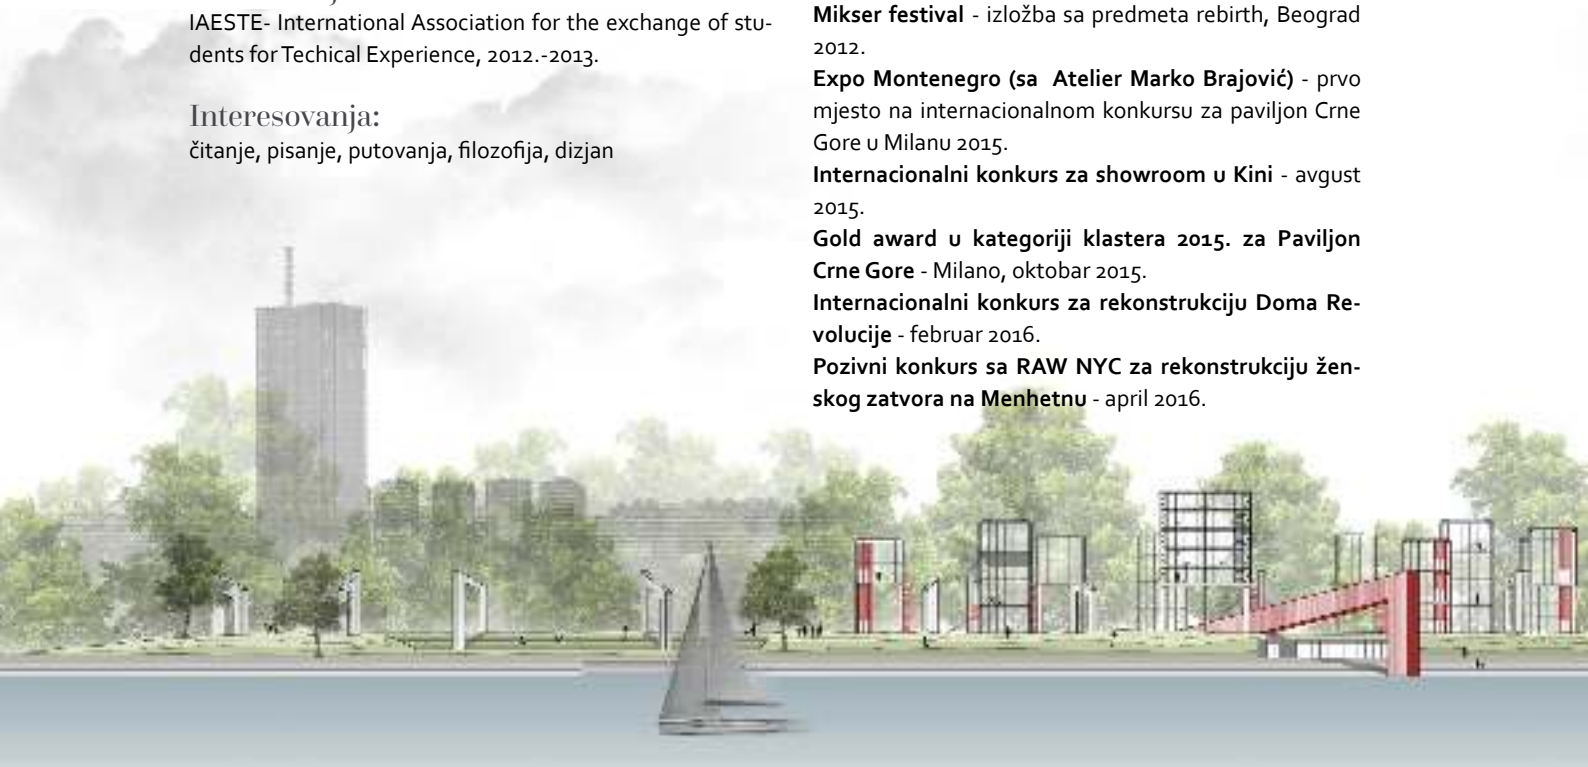 IAESTE- International Association for the exchange of stu-
dents for Techical Experience, 2012.-2013.
Interesovanja:
čitanje, pisanje, putovanja, filozofija, dizjan
Mikser festival - izložba sa predmeta rebirth, Beograd
2012.
Expo Montenegro (sa Atelier Marko Brajović) - prvo
mjesto na internacionalnom konkursu za paviljon Crne
Gore u Milanu 2015.
Internacionalni konkurs za showroom u Kini - avgust
2015.
Gold award u kategoriji klastera 2015. za Paviljon
Crne Gore - Milano, oktobar 2015.
Internacionalni konkurs za rekonstrukciju Doma Re-
volucije - februar 2016.
Pozivni konkurs sa RAW NYC za rekonstrukciju žen-
skog zatvora na Menhetnu - april 2016.